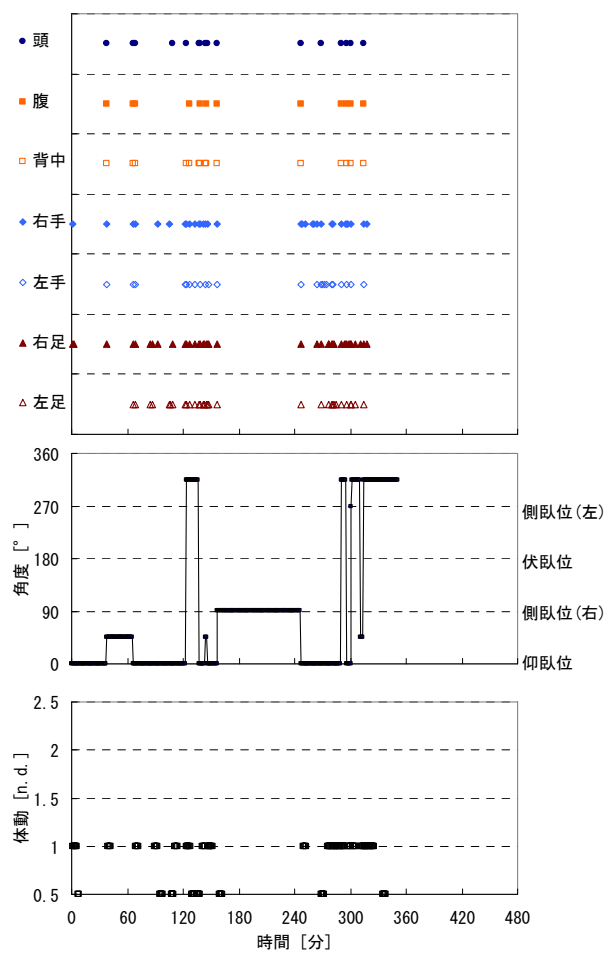 頭
腹
背中
右手
左手
右足
左足
360
270
180
90
0
角度 [°]
側臥位(左)
伏臥位
側臥位(右)
仰臥位
2.5
2
1.5
1
0.5
体動 [n.d.]
0 60 120 180 240 300 360 420 480
時間 [分]